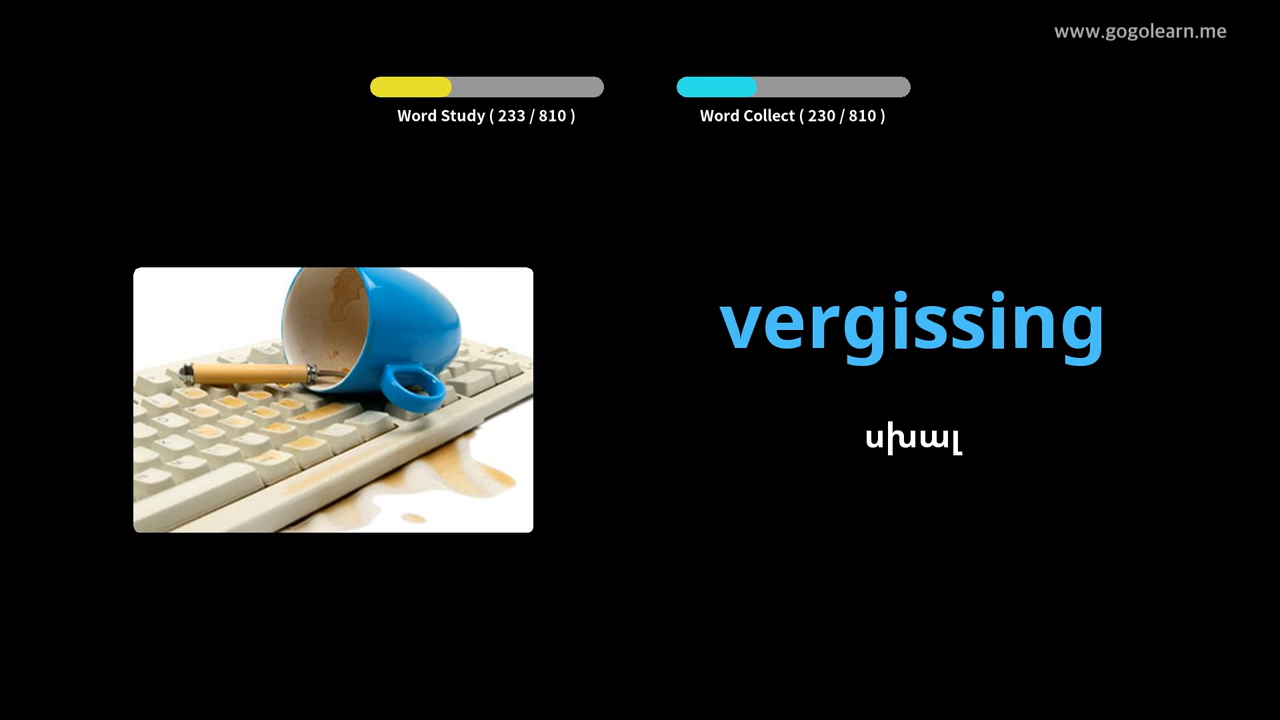 www.gogolearn.me
Word Study ( 233 / 810 )
Word Collect ( 230 / 810 )
vergissing
սխալ